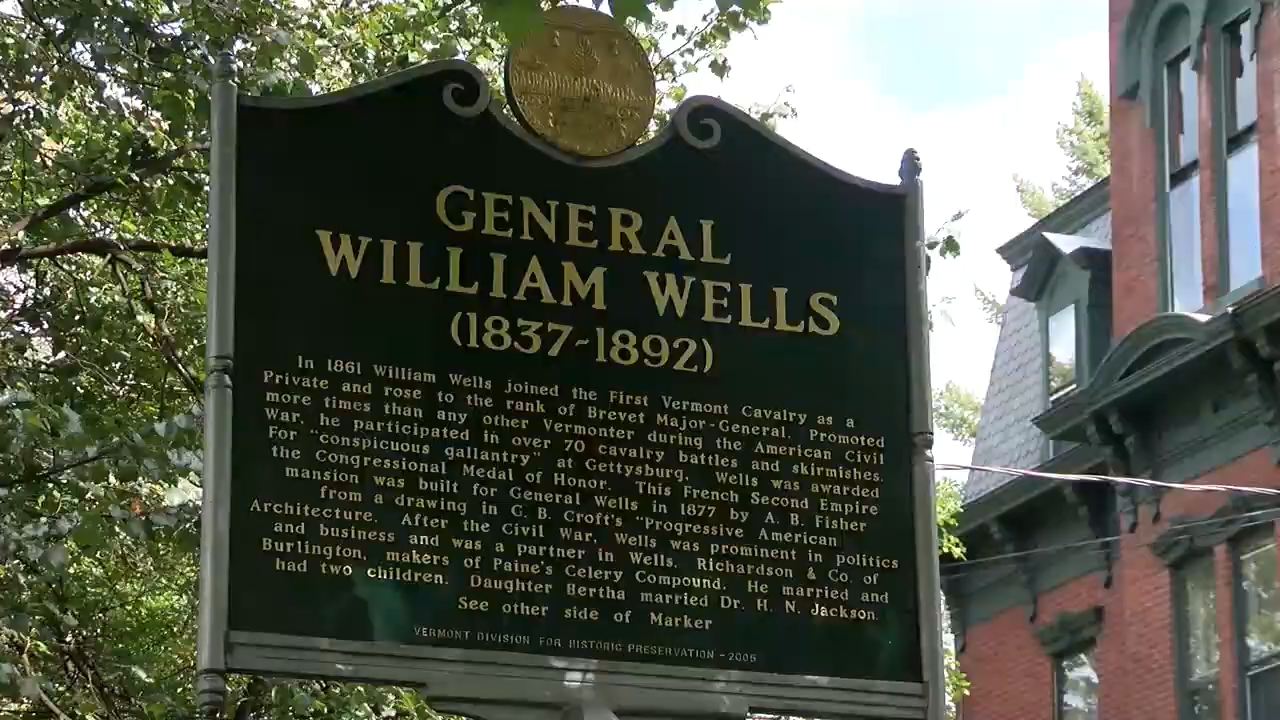 GENERAL
WILLIAM WELLS
(1837-1892)
In 1861 William Wells joined the First Vermont Cavalry as a
Private and rose to the rank of Brevet Major-General. Promoted
more times than any other Vermonter during the American Civil
War, he participated in over 70 cavalry battles and skirmishes.
For "conspicuous gallantry" at Gettysburg, Wells was awarded
the Congressional Medal of Honor. This French Second Empire
mansion was built for General Wells in 1877 by A. B. Fisher
from a drawing in G. B. Croft's "Progressive American
Architecture. After the Civil War, Wells was prominent in politics
and business and was a partner in Wells, Richardson & Co. of
Burlington, makers of Paine's Celery Compound. He married and
had two children. Daughter Bertha married Dr. H. N. Jackson.
See other side of Marker
VERMONT DIVISION FOR HISTORIC PRESERVATION - 2005